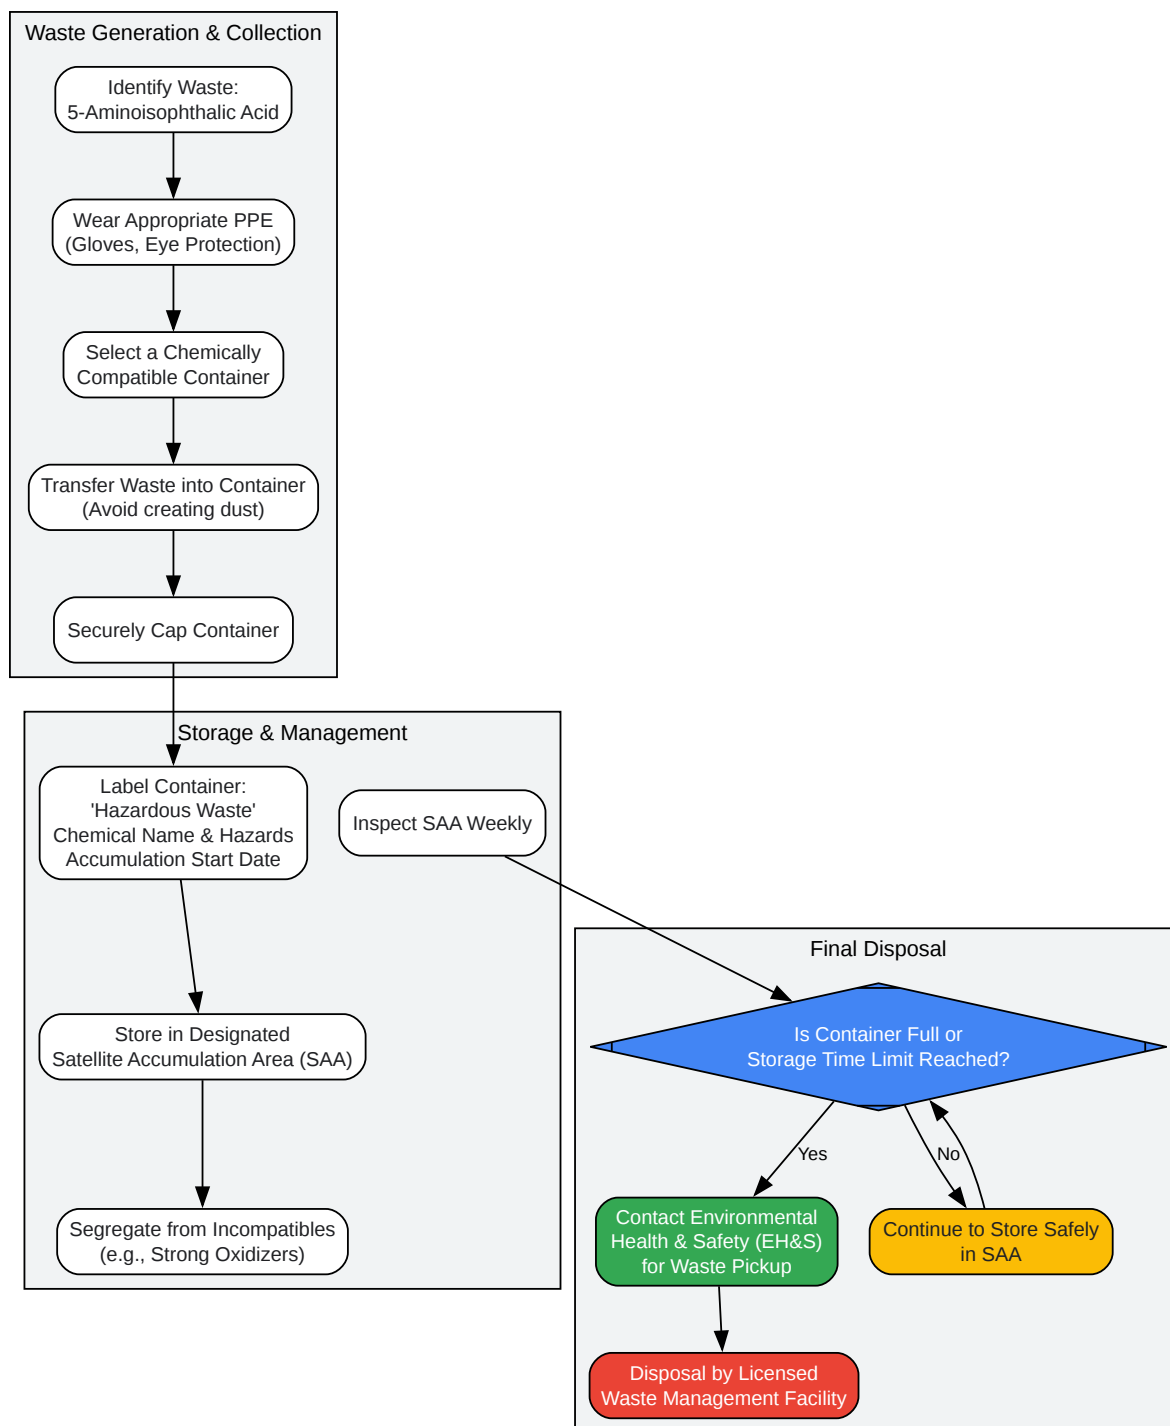 Waste Generation & Collection
Identify Waste:
5-Aminoisophthalic Acid
Wear Appropriate PPE
(Gloves, Eye Protection)
Select a Chemically
Compatible Container
Transfer Waste into Container
(Avoid creating dust)
Securely Cap Container
Storage & Management
Label Container:
'Hazardous Waste'
Chemical Name & Hazards
Accumulation Start Date
Inspect SAA Weekly
Store in Designated
Satellite Accumulation Area (SAA)
Segregate from Incompatibles
(e.g., Strong Oxidizers)
Final Disposal
Is Container Full or
Storage Time Limit Reached?
Yes
No
Contact Environmental
Health & Safety (EH&S)
for Waste Pickup
Continue to Store Safely
in SAA
Disposal by Licensed
Waste Management Facility